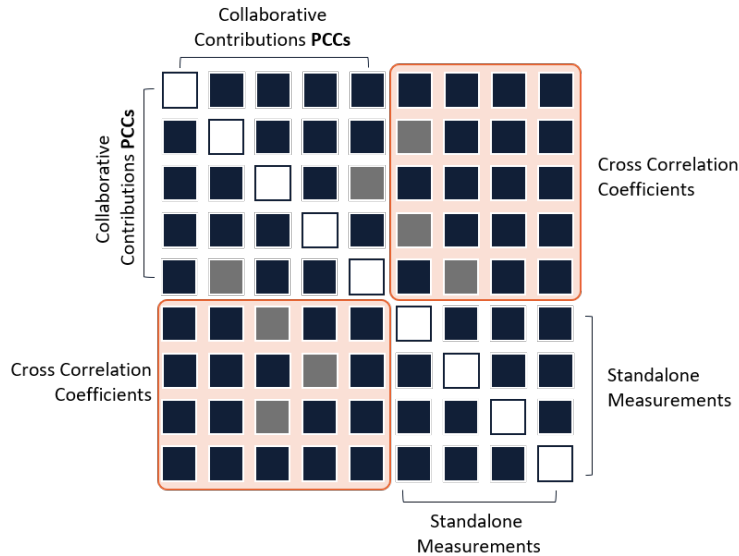 Collaborative
Contributions PCCs
Collaborative
Contributions PCCs
Cross Correlation
Coefficients
Cross Correlation
Coefficients
Standalone
Measurements
Standalone
Measurements